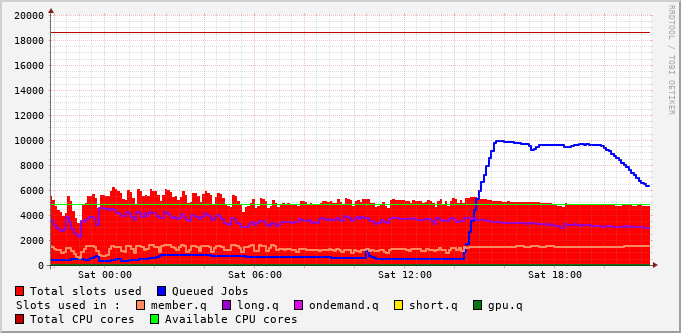 20000
18000
16000
14000
12000
10000
8000
6000
4000
2000
0
Sat 00:00 Sat 06:00 Sat 12:00 Sat 18:00
RRDTOOL / TOBI OETIKER
Total slots used Queued Jobs
Slots used in : member.q long.q ondemand.q short.q gpu.q
Total CPU cores Available CPU cores